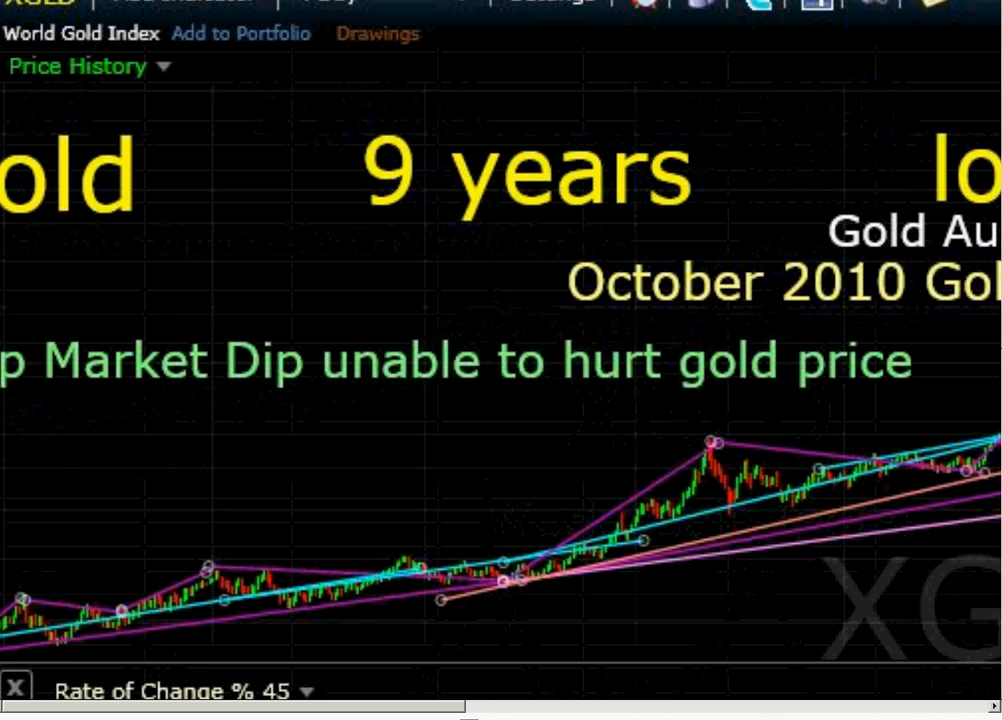 World Gold Index Add to Portfolio Drawings
Price History
old 9 years lo
Gold Au
October 2010 Gol
p Market Dip unable to hurt gold price
XG
X Rate of Change % 45